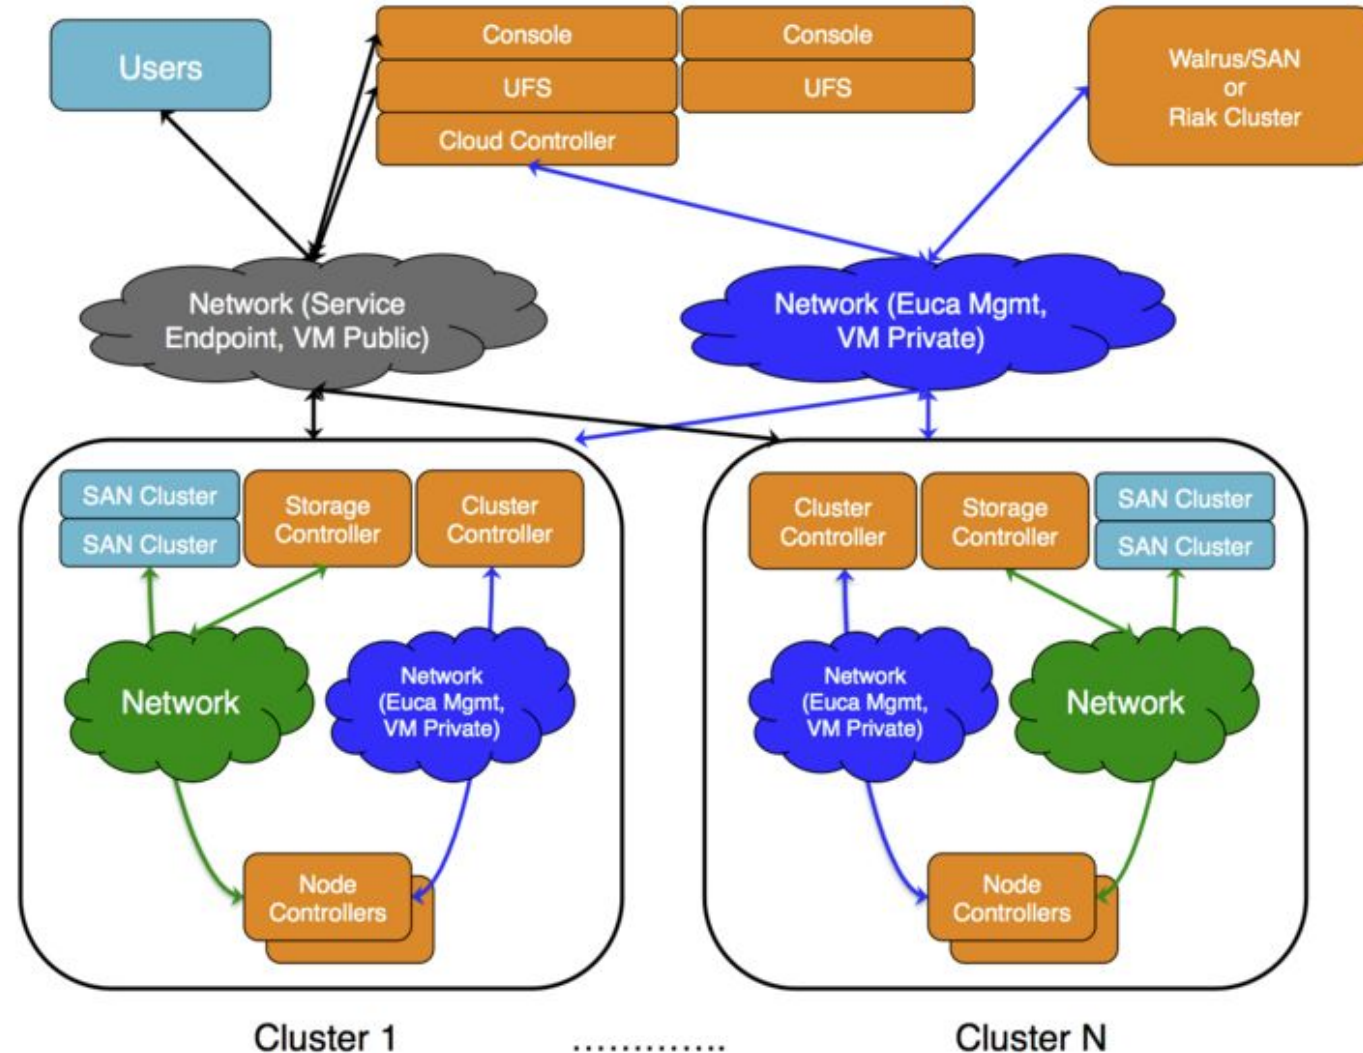 Users
Console
Console
UFS
UFS
Cloud Controller
Walrus/SAN
or
Riak Cluster
Network (Service
Endpoint, VM Public)
Network (Euca Mgmt,
VM Private)
SAN Cluster
SAN Cluster
Storage
Controller
Cluster
Controller
Network
Network
(Euca Mgmt,
VM Private)
Node
Controllers
Cluster
Controller
Storage
Controller
SAN Cluster
SAN Cluster
Network
(Euca Mgmt,
VM Private)
Network
Node
Controllers
Cluster 1
.............
Cluster N